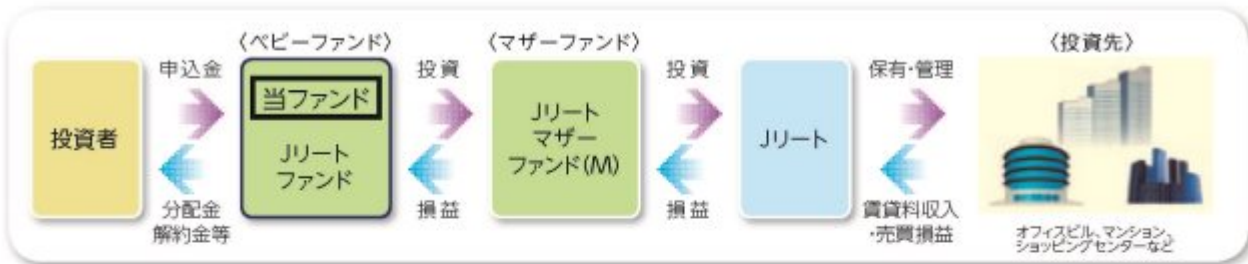 投資者
申込金
分配金
解約金等
〈ベビーファンド〉
当ファンド
Jリート
ファンド
投資
損益
〈マザーファンド〉
Jリート
マザー
ファンド(M)
投資
損益
Jリート
保有・管理
賃貸料収入
・売買損益
〈投資先〉
オフィスビル、マンション、
ショッピングセンターなど